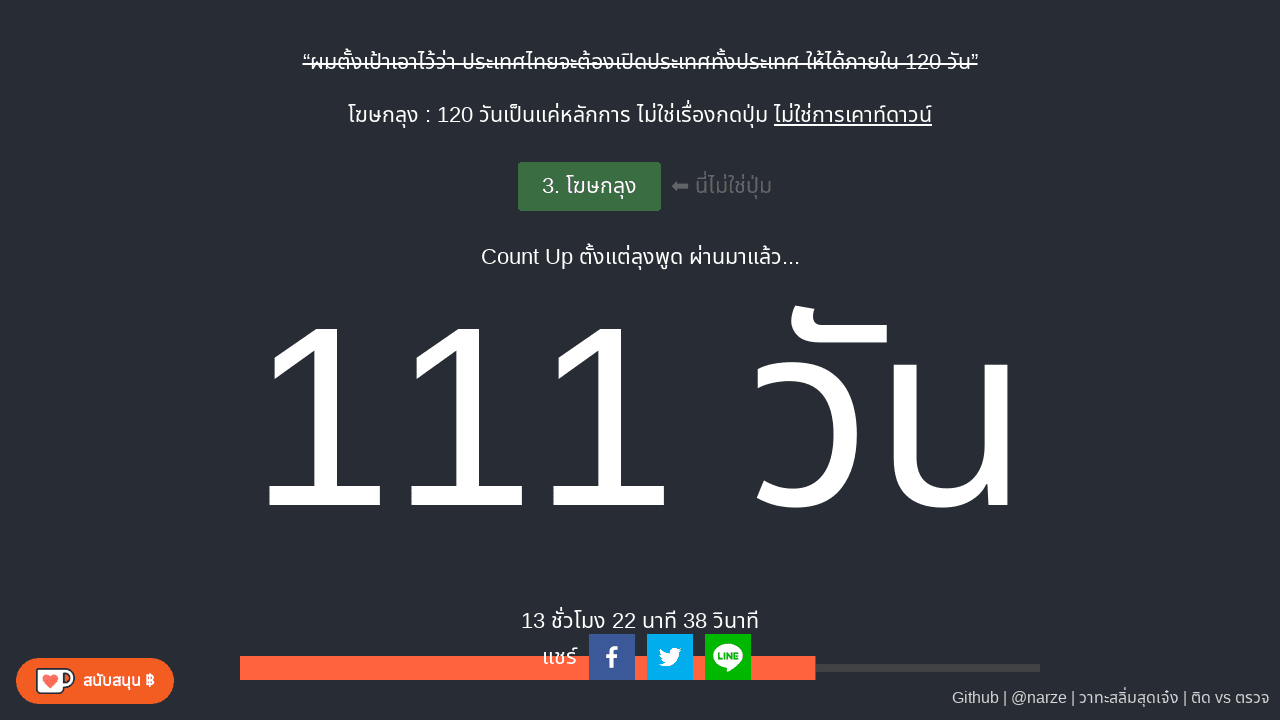 “ผมตั้งเป้าเอาไว้ว่า ประเทศไทยจะต้องเปิดประเทศทั้งประเทศ ให้ได้ภายใน 120 วัน”
โฆษกลุง : 120 วันเป็นแค่หลักการ ไม่ใช่เรื่องกดปุ่ม ไม่ใช่การเคาท์ดาวน์
3. โฆษกลุง ⬅ นี่ไม่ใช่ปุ่ม
Count Up ตั้งแต่ลุงพูด ผ่านมาแล้ว...
111 วัน
13 ชั่วโมง 22 นาที 38 วินาที
แชร์ LINE
สนับสนุน ฿
Github | @narze | วาทะสลิ่มสุดเจ๋ง | ติด vs ตรวจ